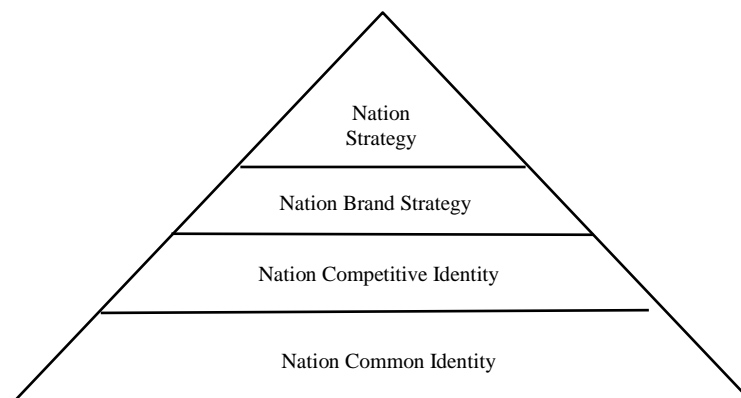 Nation
Strategy
Nation Brand Strategy
Nation Competitive Identity
Nation Common Identity